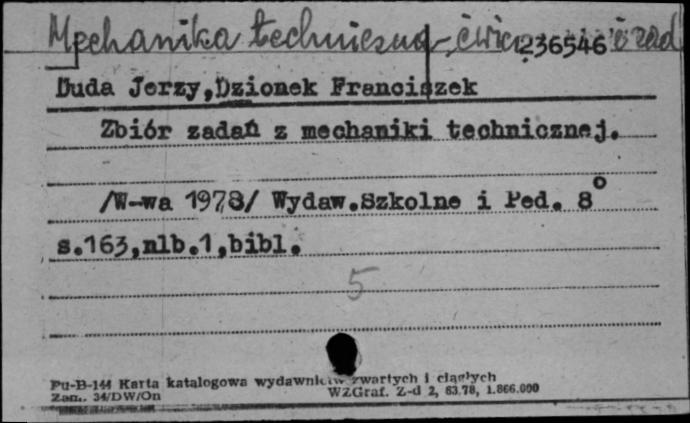 Mechanika techniczna - ćwic 236546 i zad
Duda Jerzy,Dzionek Franciszek
Zbiór zadań z mechaniki technicznej.
/W-wa 1978/ Wydaw.Szkolne i Ped. 8°
s.163,nlb.1,bibl.
5
Pu-B-144 Karta katalogowa wydawnictw zwartych i ciągłych
Zam. 34/DW/On WZGraf. Z-d 2, 63.78, 1.866.000